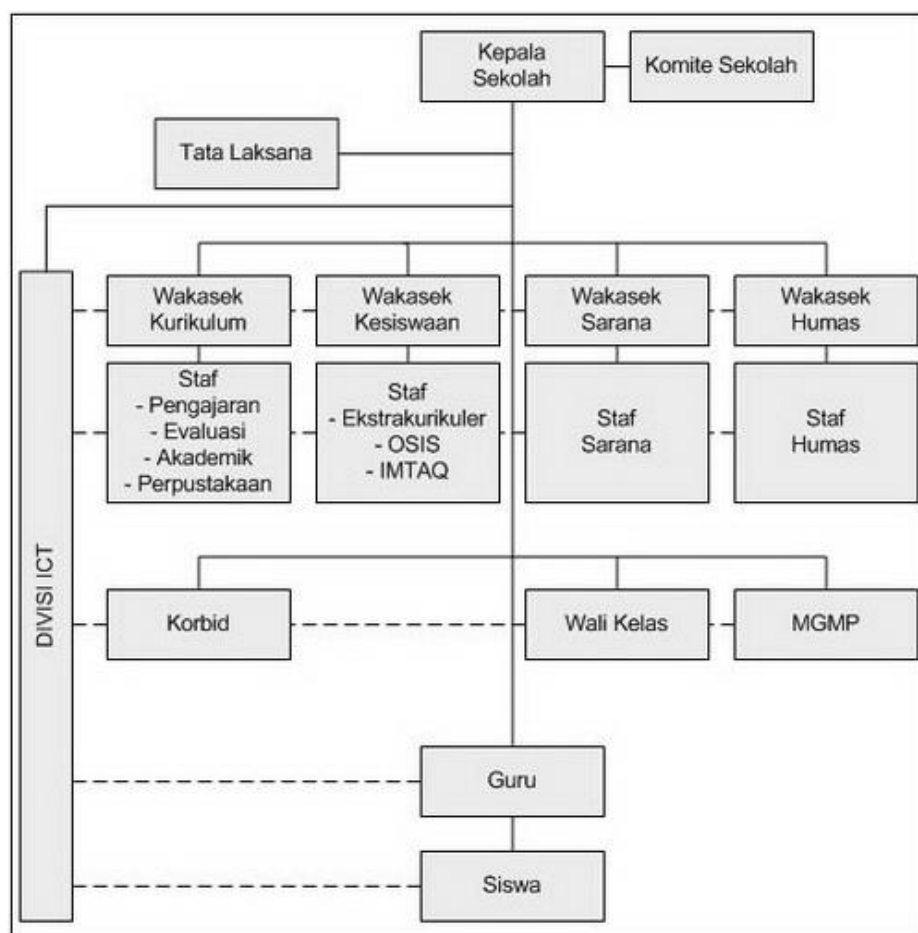 Kepala
Sekolah
Komite Sekolah
Tata Laksana
DIVISI ICT
Wakasek
Kurikulum
Wakasek
Kesiswaan
Wakasek
Sarana
Wakasek
Humas
Staf
- Pengajaran
- Evaluasi
- Akademik
- Perpustakaan
Staf
- Ekstrakurikuler
- OSIS
- IMTAQ
Staf
Sarana
Staf
Humas
Korbid
Wali Kelas
MGMP
Guru
Siswa